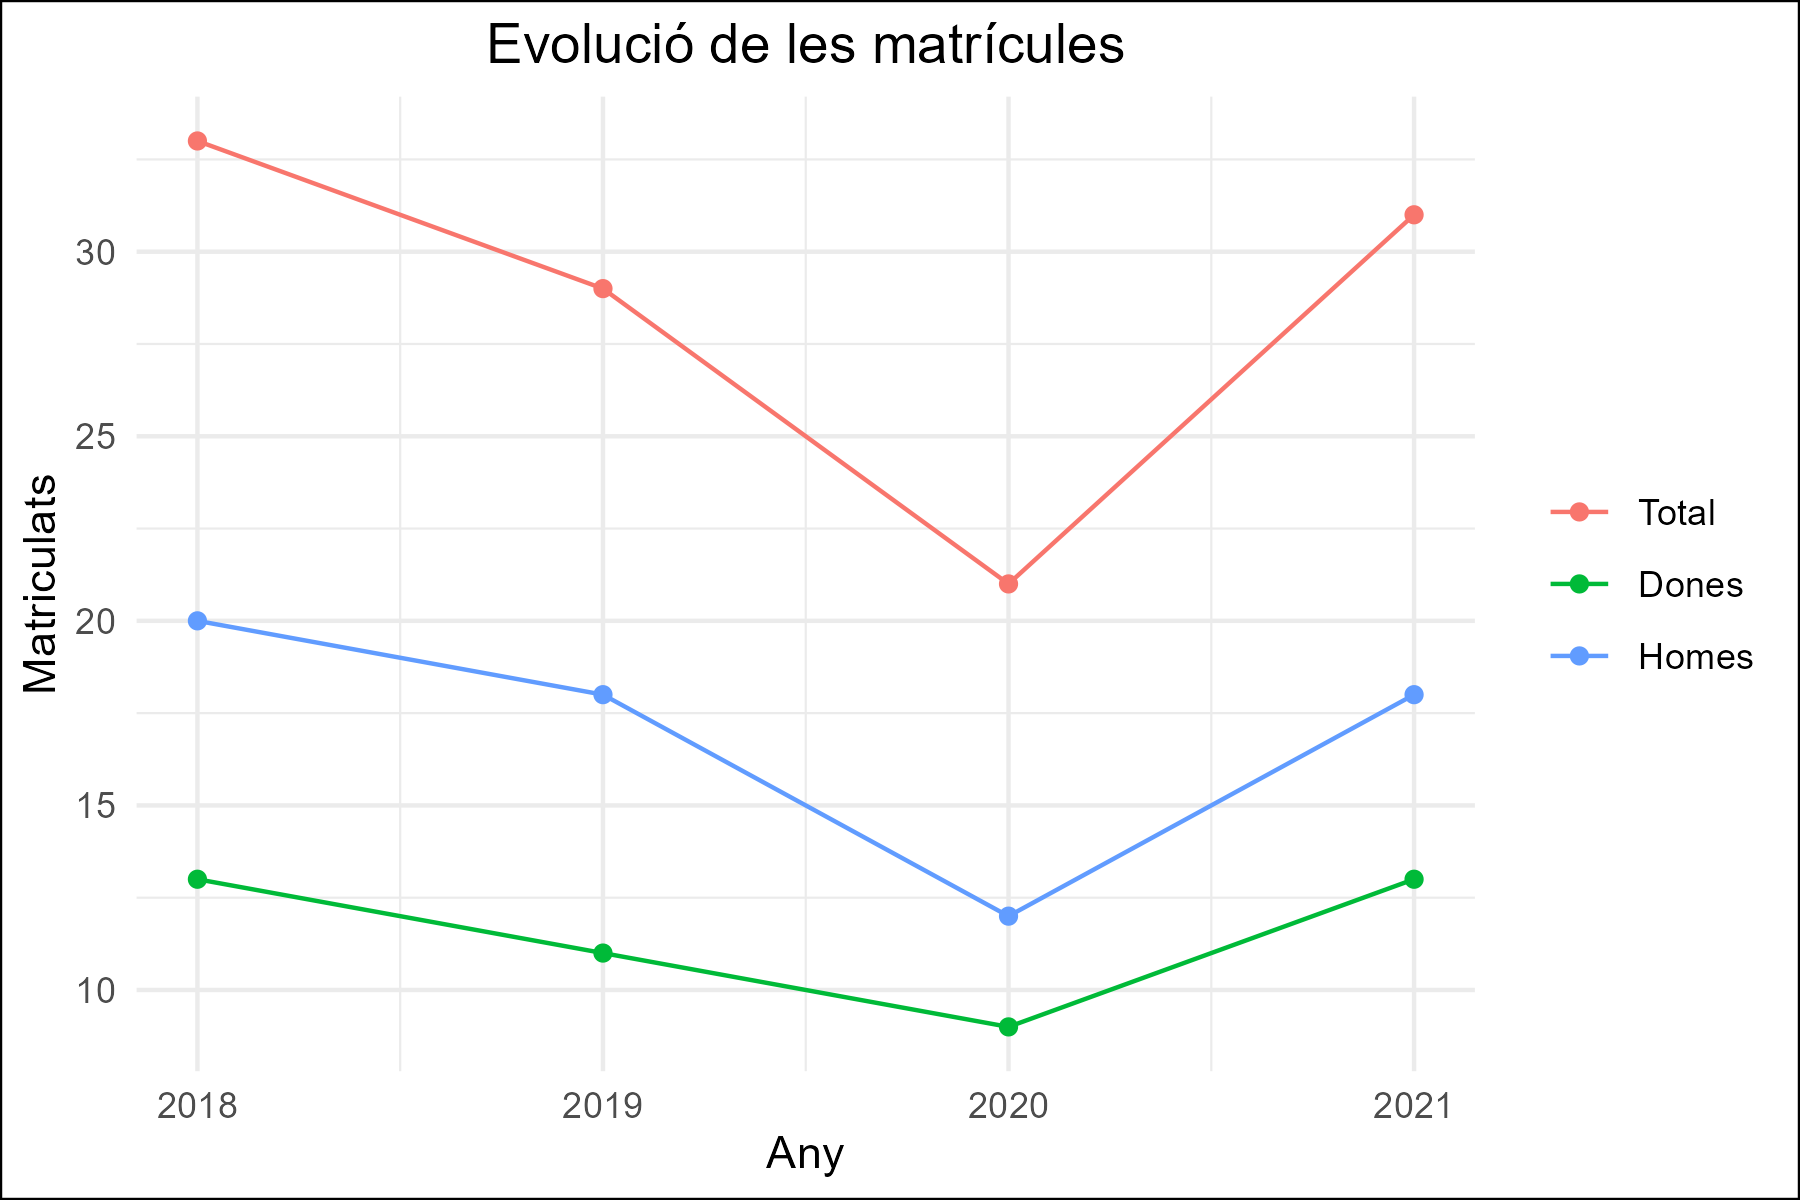 Evolució de les matrícules
Matriculats
30
25
20
15
10
2018 2019 2020 2021
Any
Total
Dones
Homes